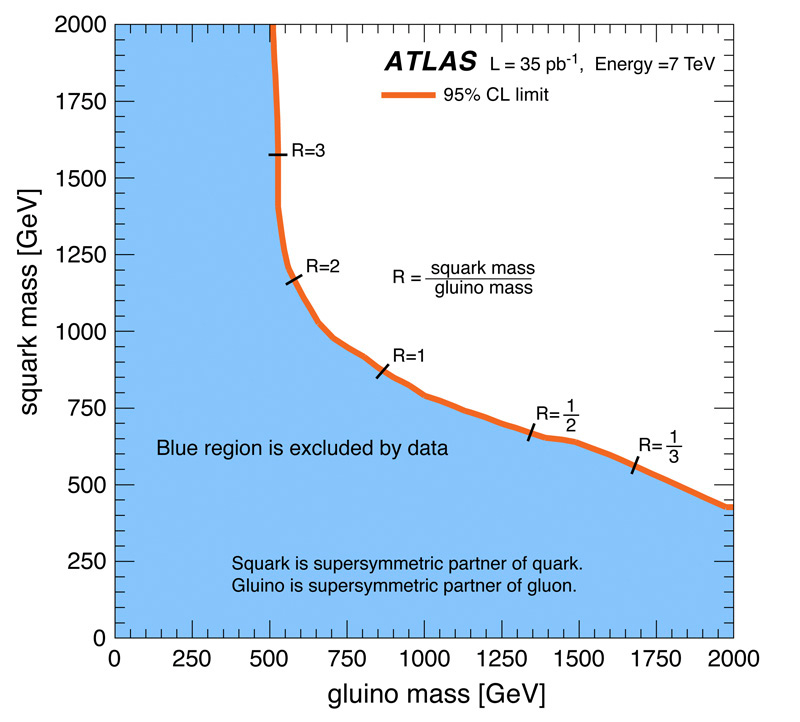 ATLAS L = 35 pb⁻¹, Energy =7 TeV
95% CL limit
R=3
R=2
R = squark mass / gluino mass
R=1
R= 1/2
R= 1/3
Blue region is excluded by data
Squark is supersymmetric partner of quark.
Gluino is supersymmetric partner of gluon.
squark mass [GeV]
2000
1750
1500
1250
1000
750
500
250
0
0 250 500 750 1000 1250 1500 1750 2000
gluino mass [GeV]